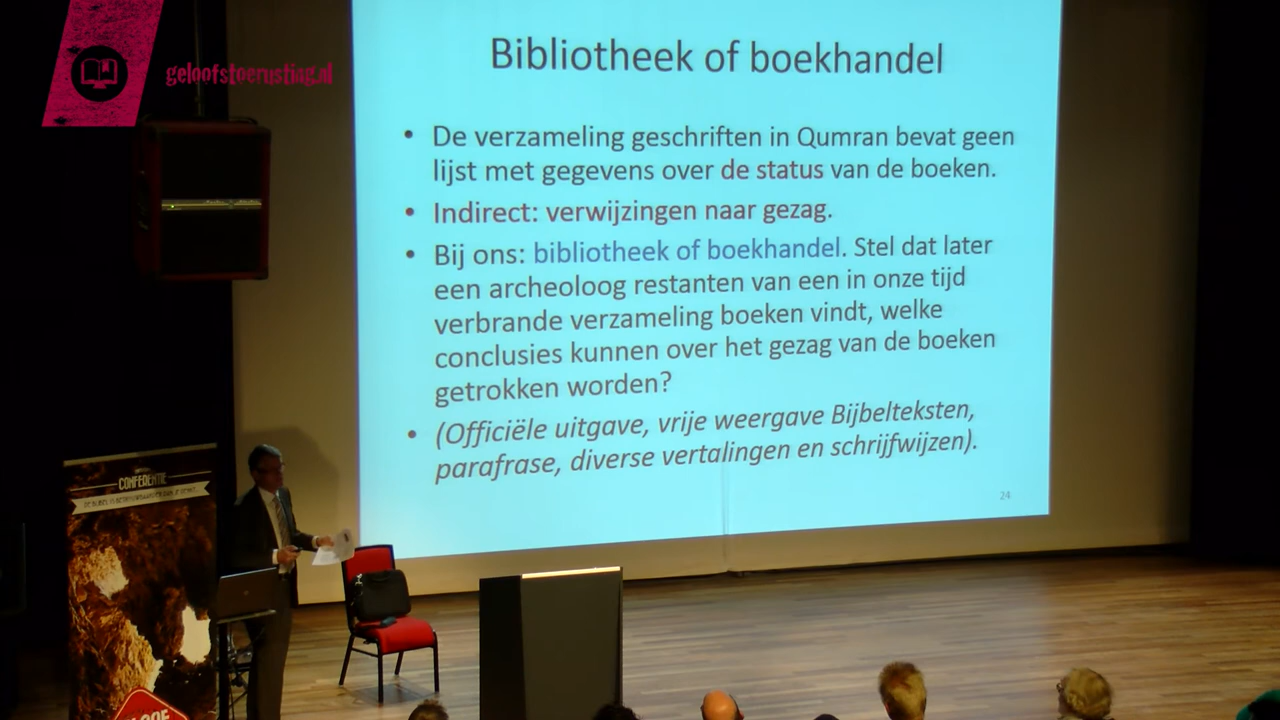 geloofstoerusting.nl
Bibliotheek of boekhandel
• De verzameling geschriften in Qumran bevat geen
lijst met gegevens over de status van de boeken.
• Indirect: verwijzingen naar gezag.
• Bij ons: bibliotheek of boekhandel. Stel dat later
een archeoloog restanten van een in onze tijd
verbrande verzameling boeken vindt, welke
conclusies kunnen over het gezag van de boeken
getrokken worden?
• (Officiële uitgave, vrije weergave Bijbelteksten,
parafrase, diverse vertalingen en schrijfwijzen).
24
CONFERENTIE